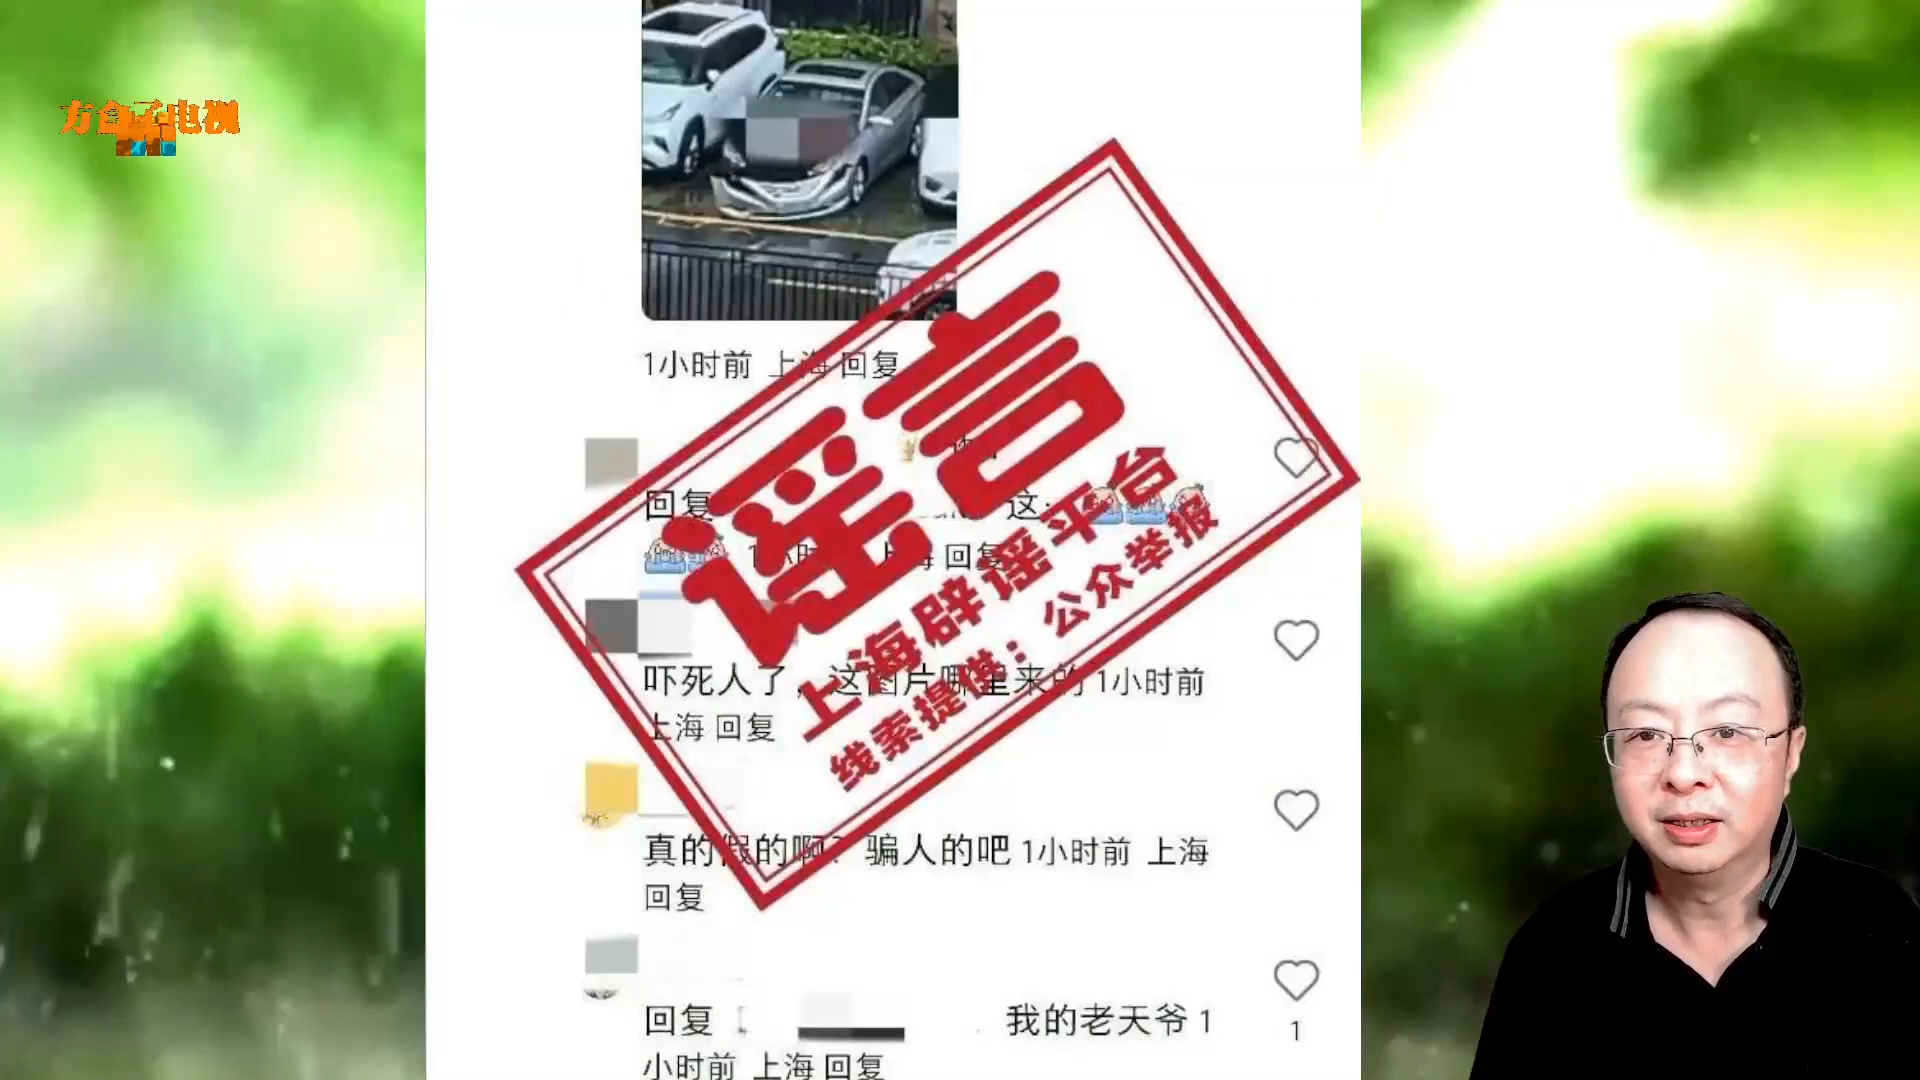 方盒子电视
1小时前 上海 回复
回复
这
1小时
上海 回复
谣言
上海辟谣平台
线索提供：公众举报
吓死人了，这图片哪里来的 1小时前
上海 回复
真的假的啊？骗人的吧 1小时前 上海
回复
回复
我的老天爷 1
小时前 上海 回复
1